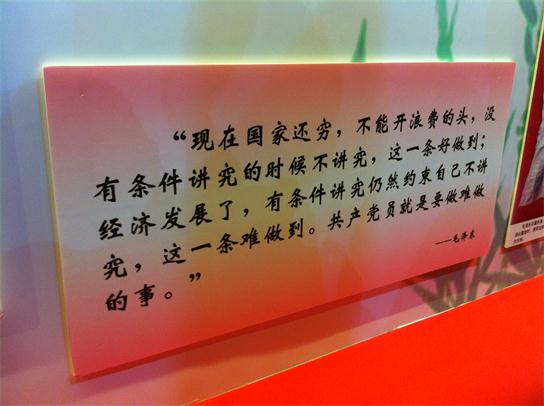 “现在国家还穷，不能开浪费的头，没
有条件讲究的时候不讲究，这一条好做到；
经济发展了，有条件讲究仍然约束自己不讲
究，这一条难做到。共产党员就是要做难做
的事。”
——毛泽东